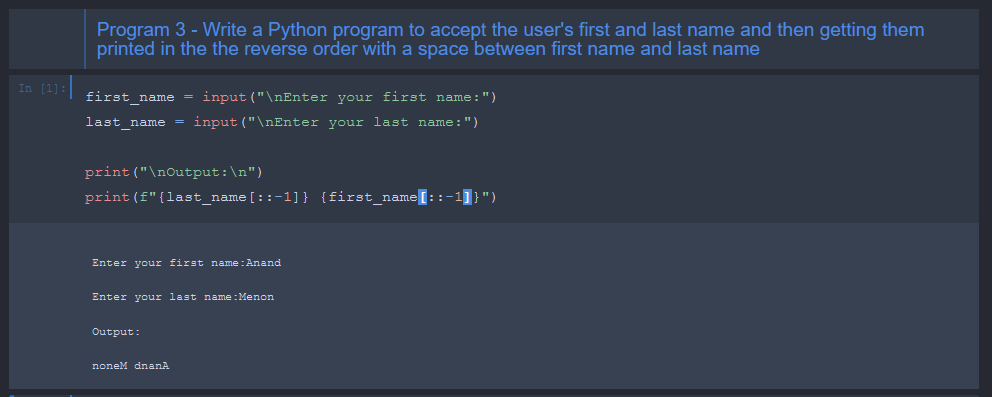 Program 3 - Write a Python program to accept the user's first and last name and then getting them
printed in the the reverse order with a space between first name and last name
In [1]:
first_name = input("\nEnter your first name:")
last_name = input("\nEnter your last name:")
print("\nOutput:\n")
print(f"{last_name[::-1]} {first_name[::-1]}")
Enter your first name:Anand
Enter your last name:Menon
Output:
noneM dnanA